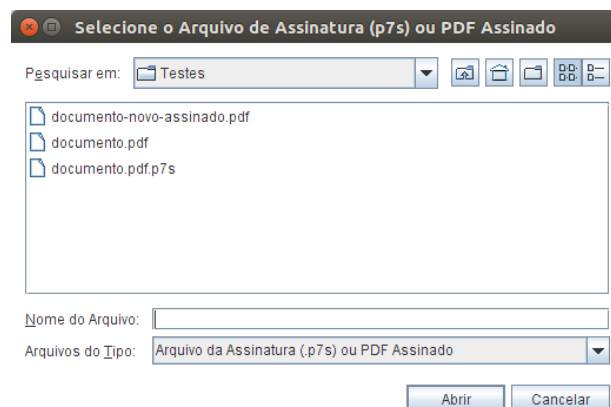 Selecione o Arquivo de Assinatura (p7s) ou PDF Assinado
Pesquisar em: Testes
documento-novo-assinado.pdf
documento.pdf
documento.pdf.p7s
Nome do Arquivo:
Arquivos do Tipo: Arquivo da Assinatura (.p7s) ou PDF Assinado
Abrir Cancelar